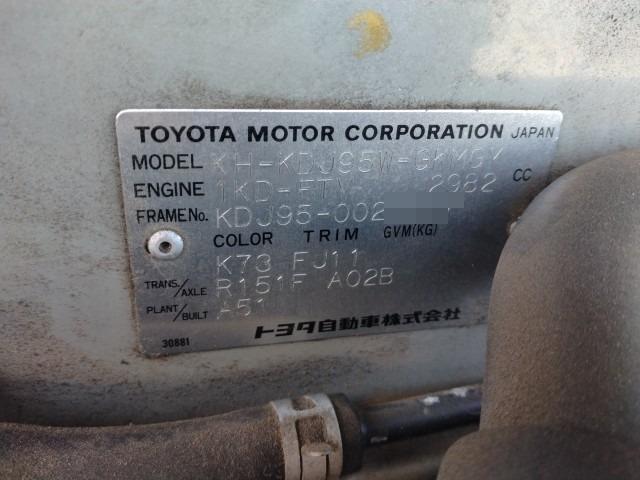 TOYOTA MOTOR CORPORATION JAPAN
MODEL KH-KDJ95W-GKMGY
ENGINE 1KD-FTV 2982 CC
FRAME No. KDJ95-002
COLOR TRIM GVM(KG)
K73 FJ11
TRANS./AXLE R151F A02B
PLANT/BUILT A51
30881 トヨタ自動車株式会社